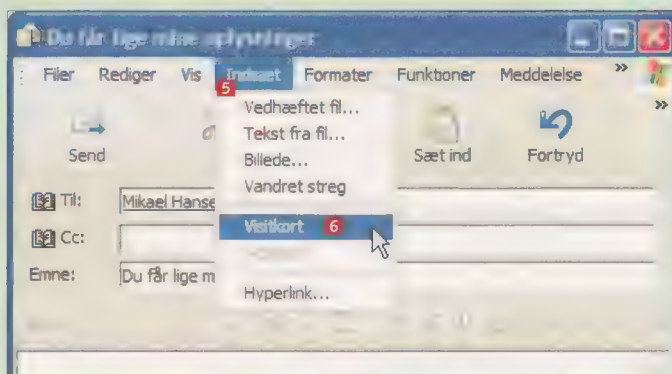 Du får lige mine oplysninger
Filer Rediger Vis Indsæt Formater Funktioner Meddelelse »
5
Vedhæftet fil...
Tekst fra fil...
Billede...
Vandret streg
Visitkort 6
Hyperlink...
Send Sæt ind Fortryd »
Til: Mikael Hanse
Cc:
Emne: Du får lige m